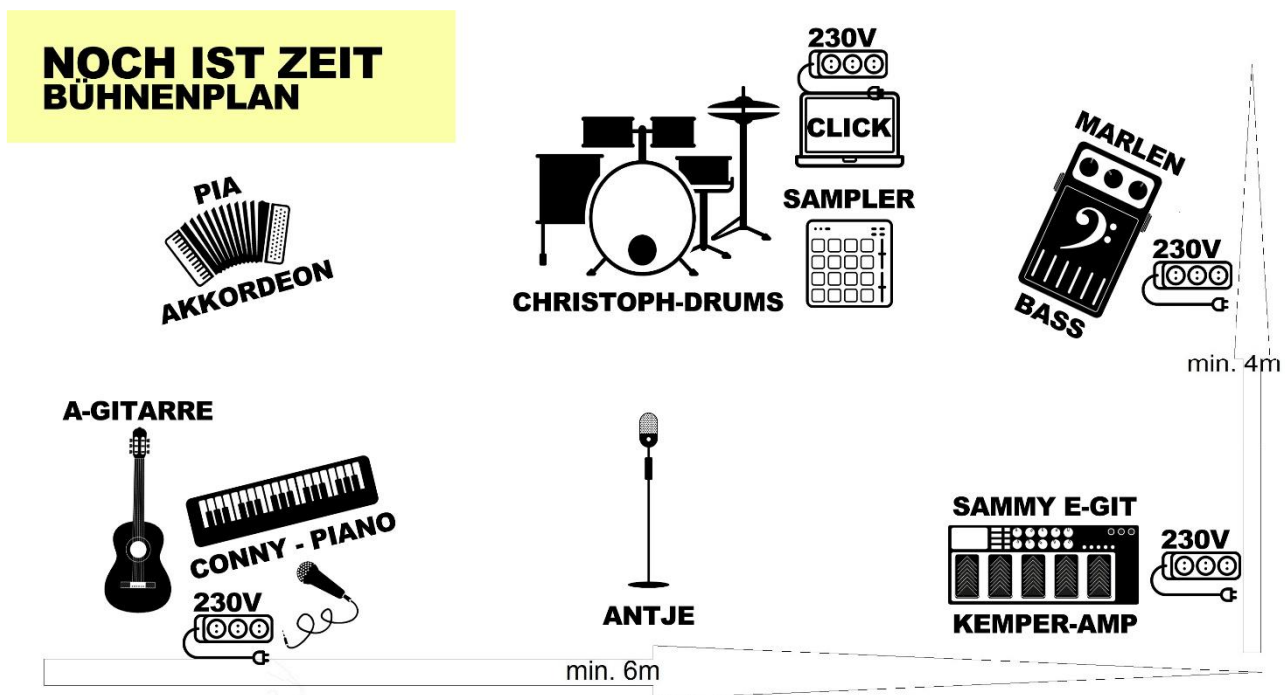 NOCH IST ZEIT
BÜHNENPLAN
230V
CLICK
SAMPLER
CHRISTOPH-DRUMS
PIA
AKKORDEON
MARLEN
BASS
230V
min. 4m
A-GITARRE
CONNY - PIANO
230V
ANTJE
SAMMY E-GIT
KEMPER-AMP
230V
min. 6m